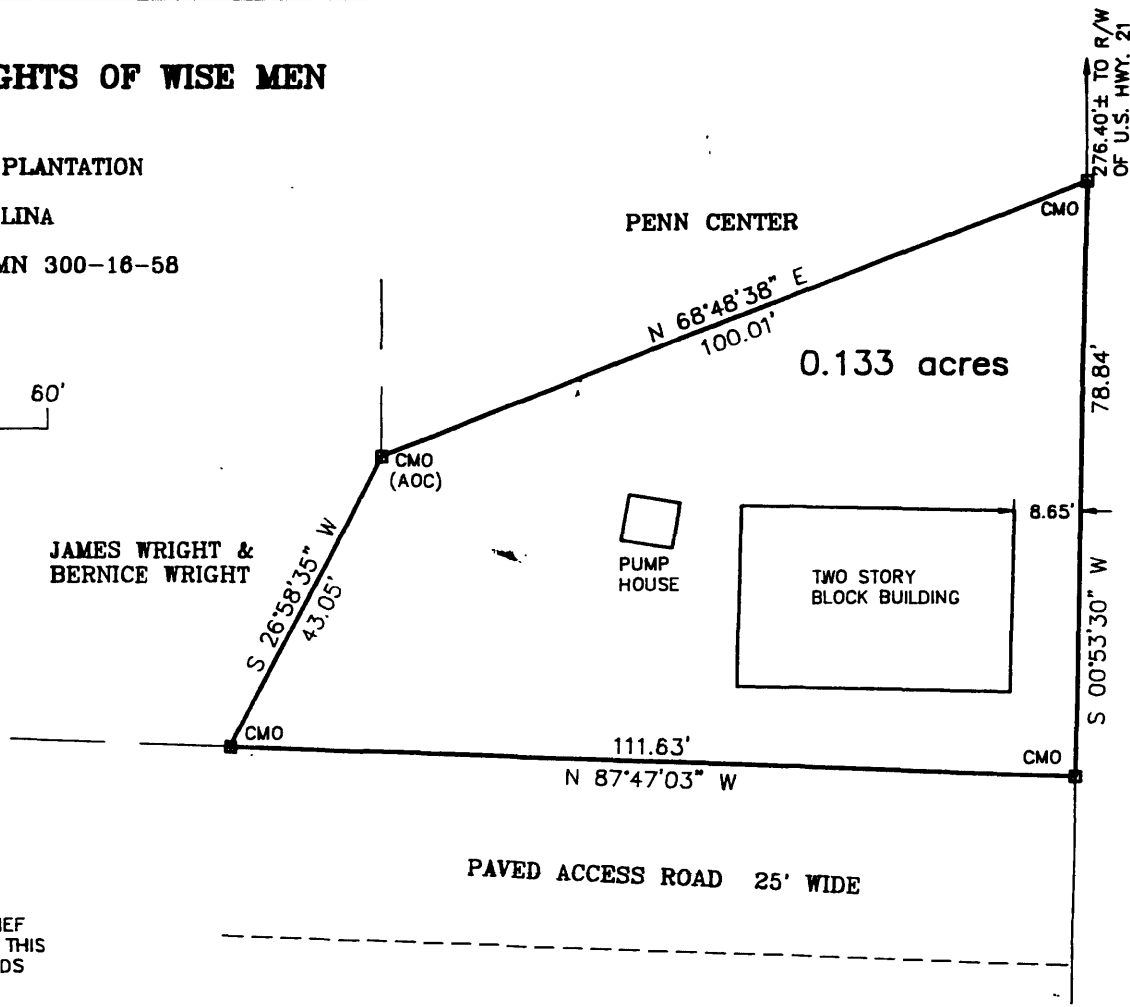 GHTS OF WISE MEN
PLANTATION
LINA
MN 300-16-58
60'
276.40'± TO R/W
OF U.S. HWY. 21
CMO
PENN CENTER
N 68°48'38" E
100.01'
0.133 acres
78.84'
CMO
(AOC)
8.65'
JAMES WRIGHT &
BERNICE WRIGHT
S 26°58'35" W
43.05'
PUMP
HOUSE
TWO STORY
BLOCK BUILDING
S 00°53'30" W
CMO
111.63'
N 87°47'03" W
CMO
PAVED ACCESS ROAD 25' WIDE
IEF
THIS
DS